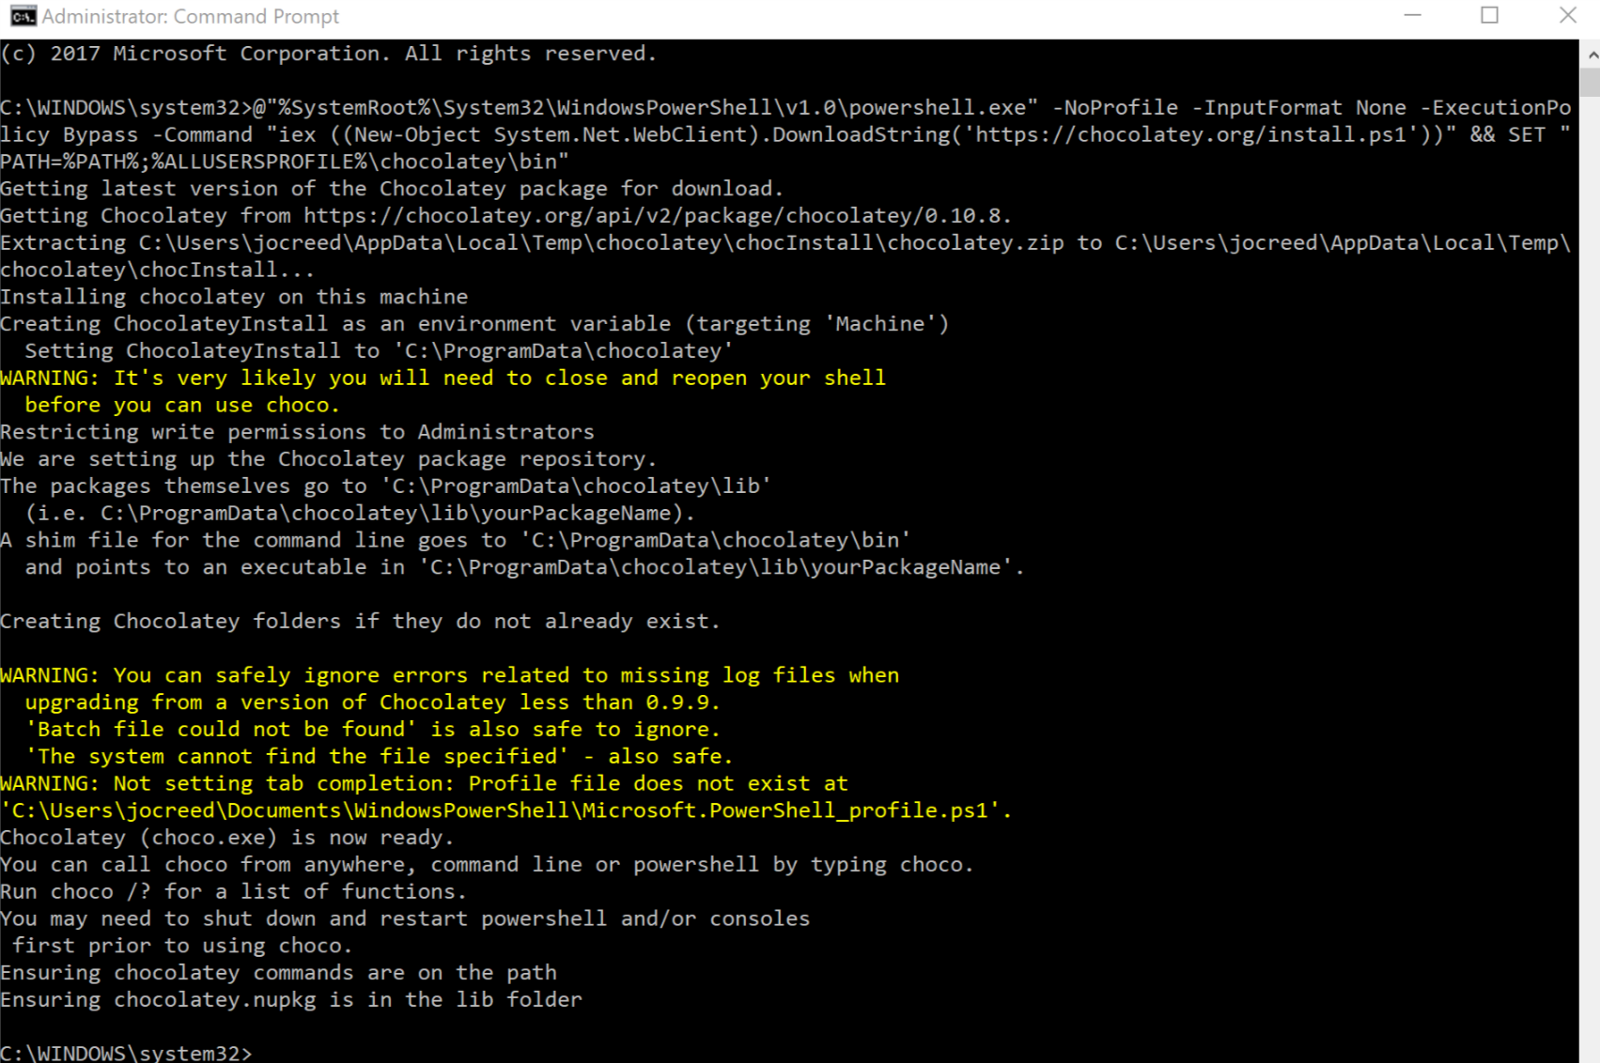 Administrator: Command Prompt
(c) 2017 Microsoft Corporation. All rights reserved.
C:\WINDOWS\system32>@"%SystemRoot%\System32\WindowsPowerShell\v1.0\powershell.exe" -NoProfile -InputFormat None -ExecutionPo
licy Bypass -Command "iex ((New-Object System.Net.WebClient).DownloadString('https://chocolatey.org/install.ps1'))" && SET "
PATH=%PATH%;%ALLUSERSPROFILE%\chocolatey\bin"
Getting latest version of the Chocolatey package for download.
Getting Chocolatey from https://chocolatey.org/api/v2/package/chocolatey/0.10.8.
Extracting C:\Users\jocreed\AppData\Local\Temp\chocolatey\chocInstall\chocolatey.zip to C:\Users\jocreed\AppData\Local\Temp\
chocolatey\chocInstall...
Installing chocolatey on this machine
Creating ChocolateyInstall as an environment variable (targeting 'Machine')
  Setting ChocolateyInstall to 'C:\ProgramData\chocolatey'
WARNING: It's very likely you will need to close and reopen your shell
  before you can use choco.
Restricting write permissions to Administrators
We are setting up the Chocolatey package repository.
The packages themselves go to 'C:\ProgramData\chocolatey\lib'
  (i.e. C:\ProgramData\chocolatey\lib\yourPackageName).
A shim file for the command line goes to 'C:\ProgramData\chocolatey\bin'
  and points to an executable in 'C:\ProgramData\chocolatey\lib\yourPackageName'.
Creating Chocolatey folders if they do not already exist.
WARNING: You can safely ignore errors related to missing log files when
  upgrading from a version of Chocolatey less than 0.9.9.
  'Batch file could not be found' is also safe to ignore.
  'The system cannot find the file specified' - also safe.
WARNING: Not setting tab completion: Profile file does not exist at
'C:\Users\jocreed\Documents\WindowsPowerShell\Microsoft.PowerShell_profile.ps1'.
Chocolatey (choco.exe) is now ready.
You can call choco from anywhere, command line or powershell by typing choco.
Run choco /? for a list of functions.
You may need to shut down and restart powershell and/or consoles
 first prior to using choco.
Ensuring chocolatey commands are on the path
Ensuring chocolatey.nupkg is in the lib folder
C:\WINDOWS\system32>